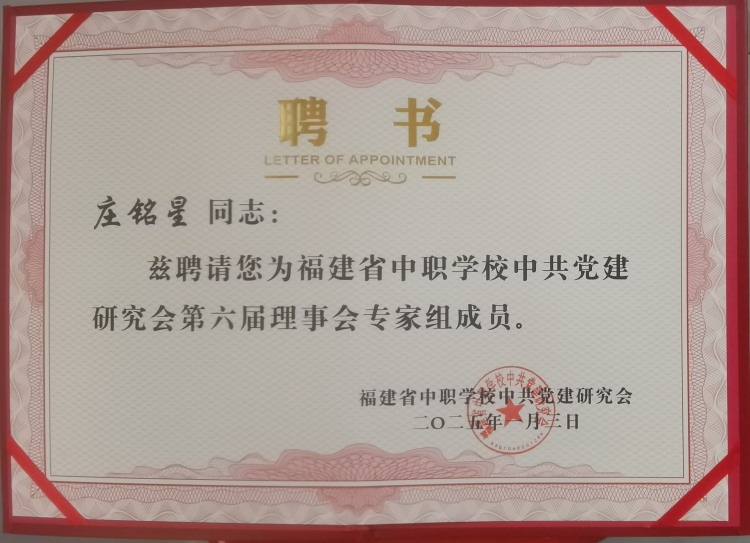 聘 书
LETTER OF APPOINTMENT
庄铭星 同志：
兹聘请您为福建省中职学校中共党建
研究会第六届理事会专家组成员。
福建省中职学校中共党建研究会
二〇二五年一月三日